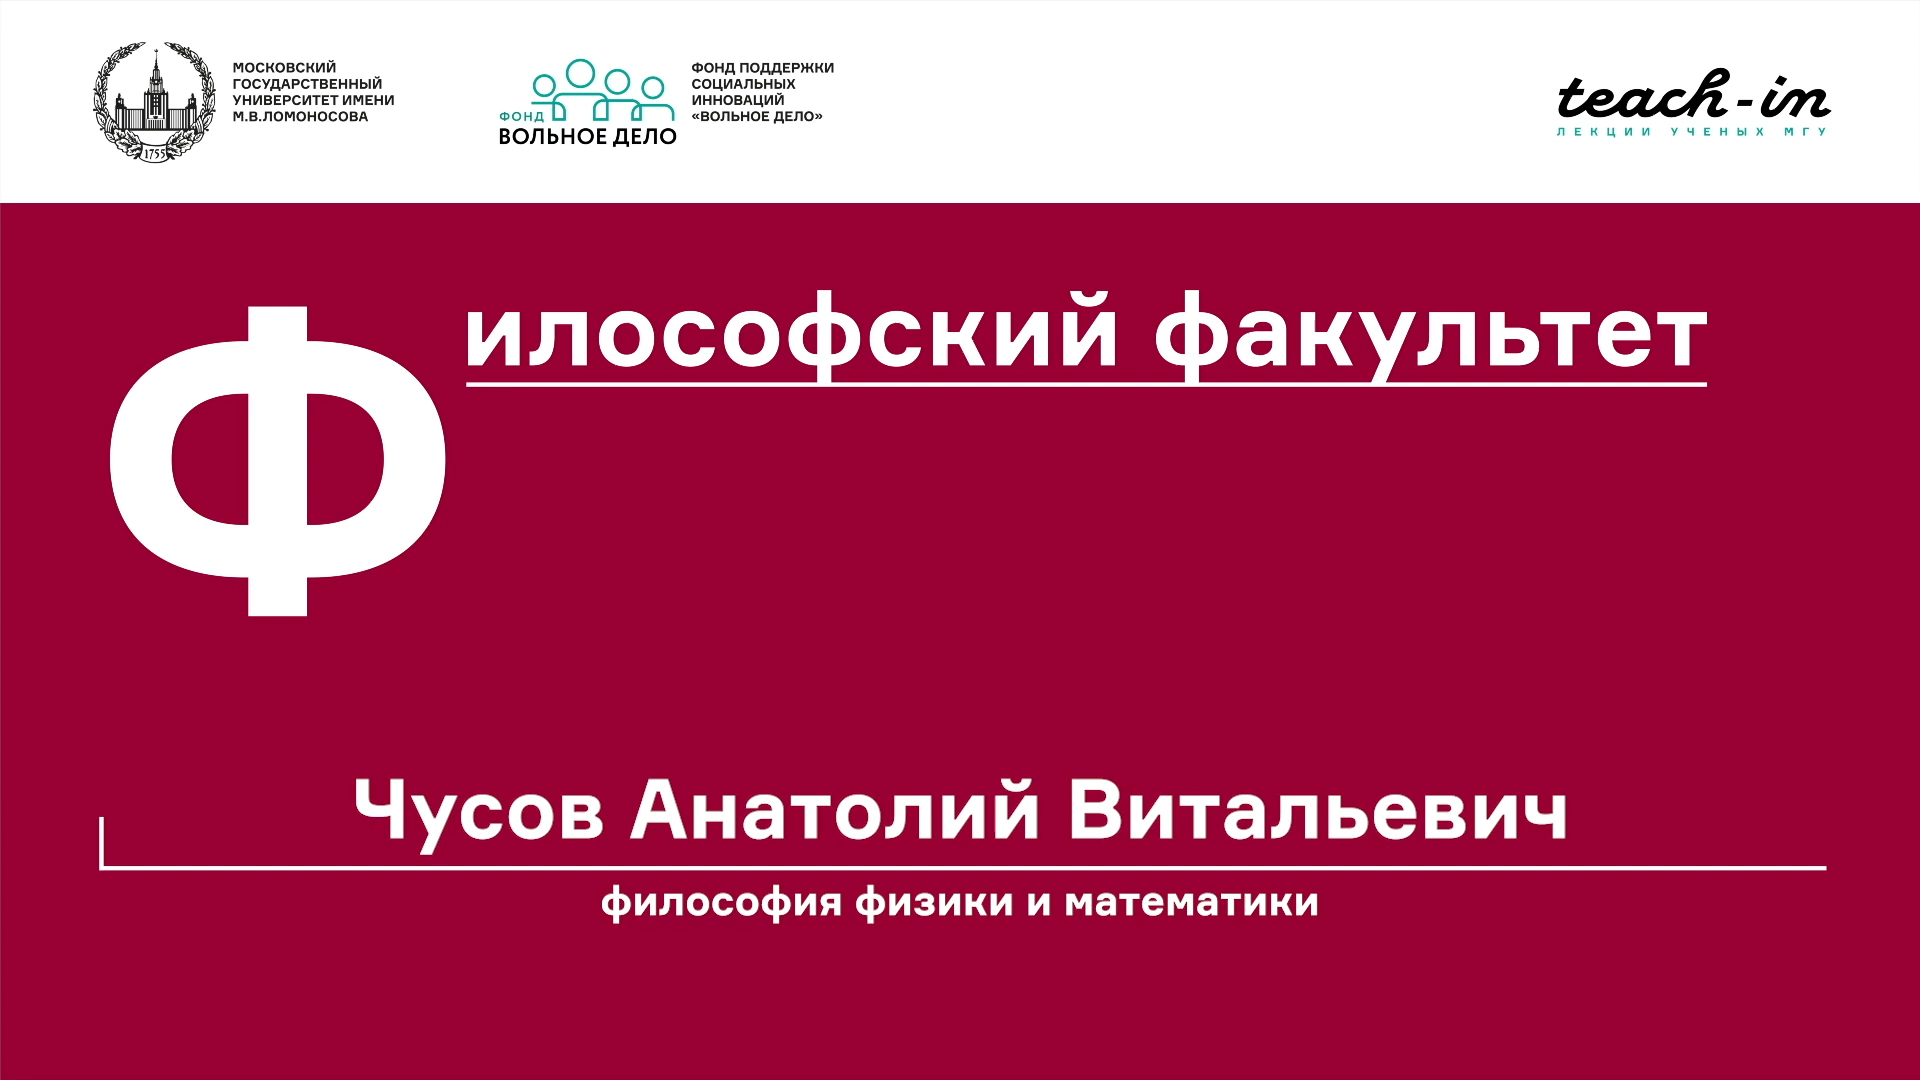 МОСКОВСКИЙ
ГОСУДАРСТВЕННЫЙ
УНИВЕРСИТЕТ ИМЕНИ
М.В.ЛОМОНОСОВА
1755
ФОНД
ВОЛЬНОЕ ДЕЛО
ФОНД ПОДДЕРЖКИ
СОЦИАЛЬНЫХ
ИННОВАЦИЙ
«ВОЛЬНОЕ ДЕЛО»
teach-in
ЛЕКЦИИ УЧЕНЫХ МГУ
Философский факультет
Чусов Анатолий Витальевич
философия физики и математики